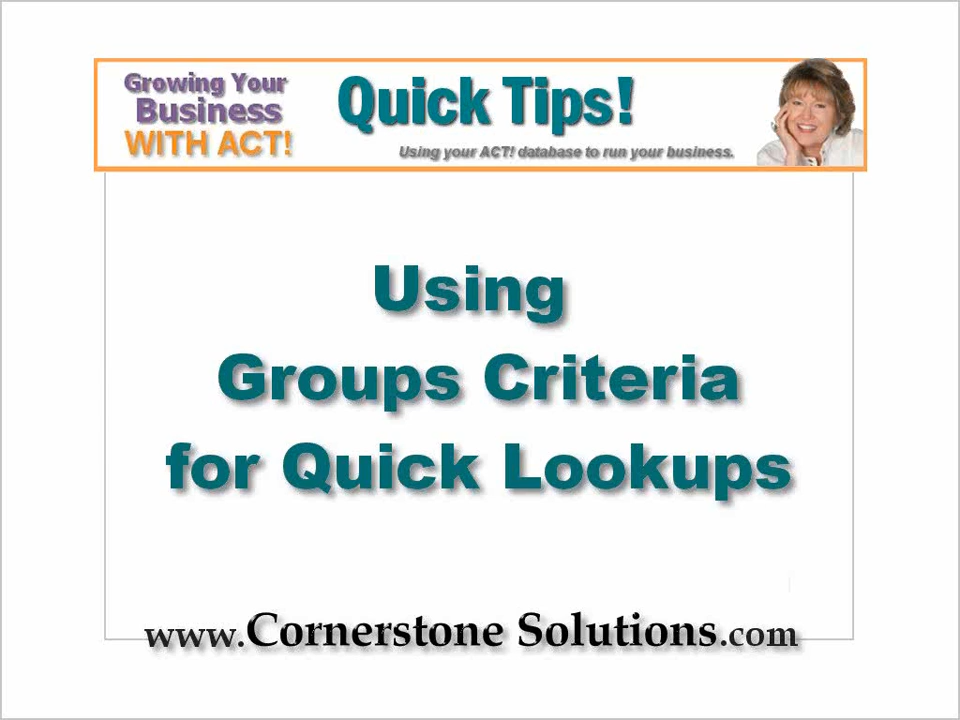 Growing Your
Business
WITH ACT!
Quick Tips!
Using your ACT! database to run your business.
Using
Groups Criteria
for Quick Lookups
www.Cornerstone Solutions.com